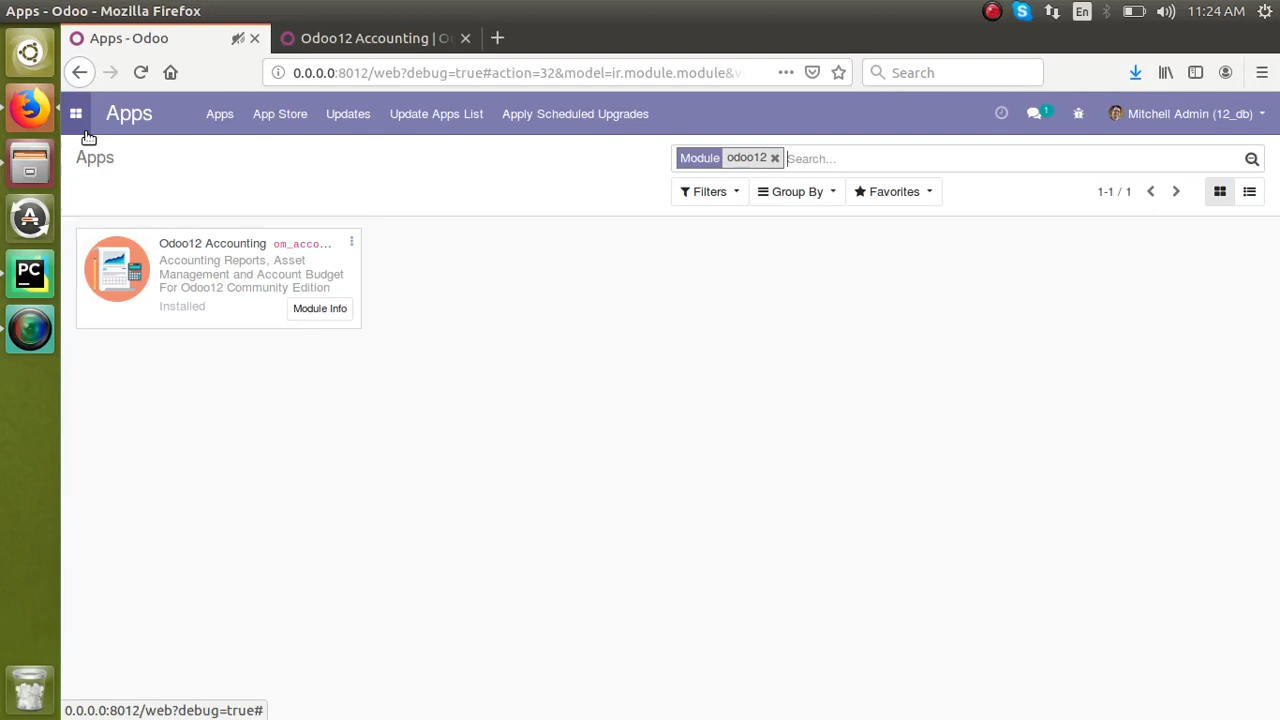 Apps - Odoo - Mozilla Firefox
En
11:24 AM
Apps - Odoo
Odoo12 Accounting | O
0.0.0.0:8012/web?debug=true#action=32&model=ir.module.module&v
Search
Apps
Apps
App Store
Updates
Update Apps List
Apply Scheduled Upgrades
1
Mitchell Admin (12_db)
Apps
Module odoo12
Search...
Filters
Group By
Favorites
1-1 / 1
Odoo12 Accounting om_acco...
Accounting Reports, Asset
Management and Account Budget
For Odoo12 Community Edition
Installed
Module Info
PC
0.0.0.0:8012/web?debug=true#